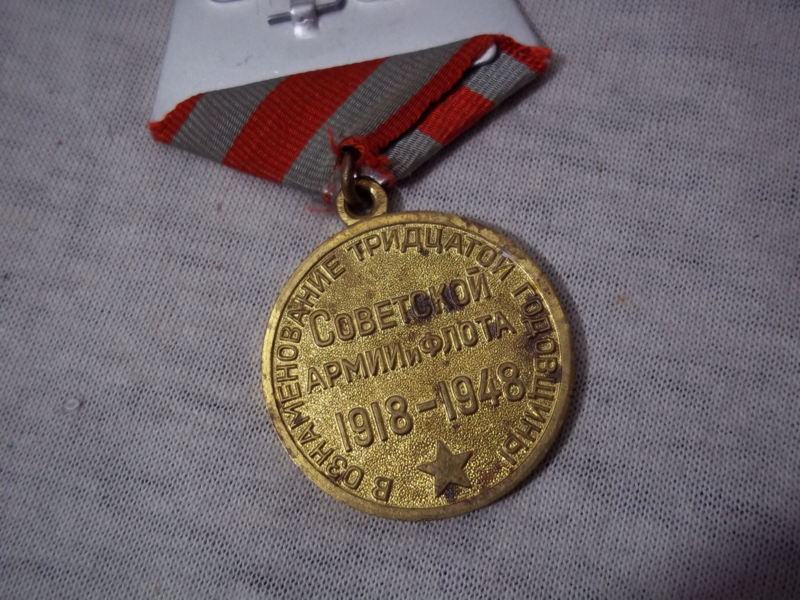 В ОЗНАМЕНОВАНИЕ ТРИДЦАТОЙ ГОДОВЩИНЫ
СОВЕТСКОЙ
АРМИИ И ФЛОТА
1918-1948